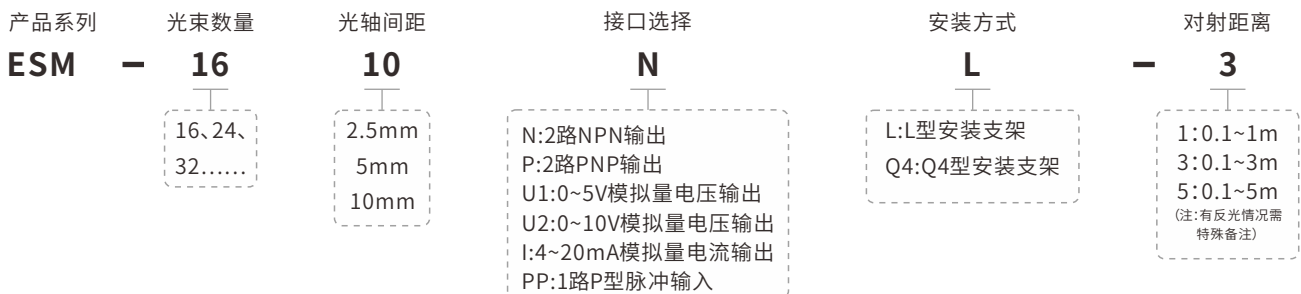 产品系列 光束数量 光轴间距 接口选择 安装方式 对射距离
ESM - 16 10 N L - 3
16、24、
32......
2.5mm
5mm
10mm
N:2路NPN输出
P:2路PNP输出
U1:0~5V模拟量电压输出
U2:0~10V模拟量电压输出
I:4~20mA模拟量电流输出
PP:1路P型脉冲输入
L:L型安装支架
Q4:Q4型安装支架
1:0.1~1m
3:0.1~3m
5:0.1~5m
(注:有反光情况需
特殊备注)